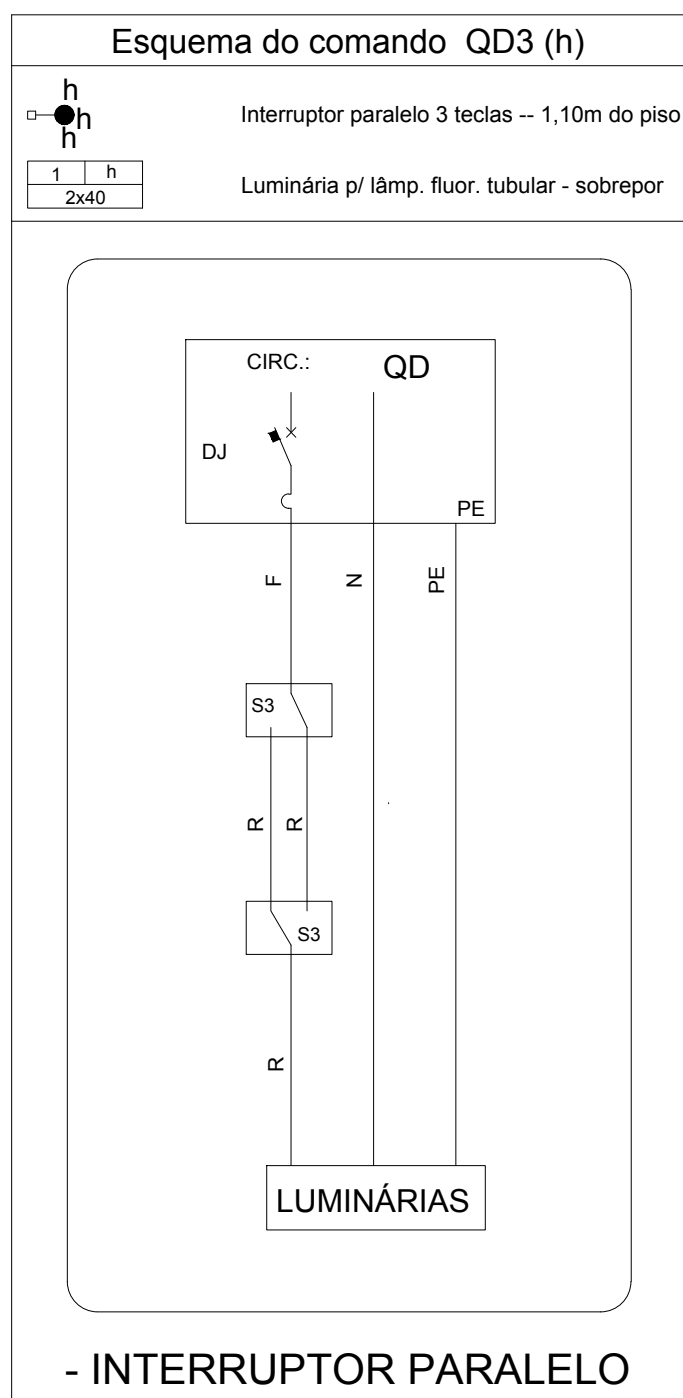 Esquema do comando QD3 (h)
h
h
h
Interruptor paralelo 3 teclas -- 1,10m do piso
1 h
2x40
Luminária p/ lâmp. fluor. tubular - sobrepor
CIRC.: QD
DJ
PE
F N PE
S3
R R
S3
R
LUMINÁRIAS
- INTERRUPTOR PARALELO